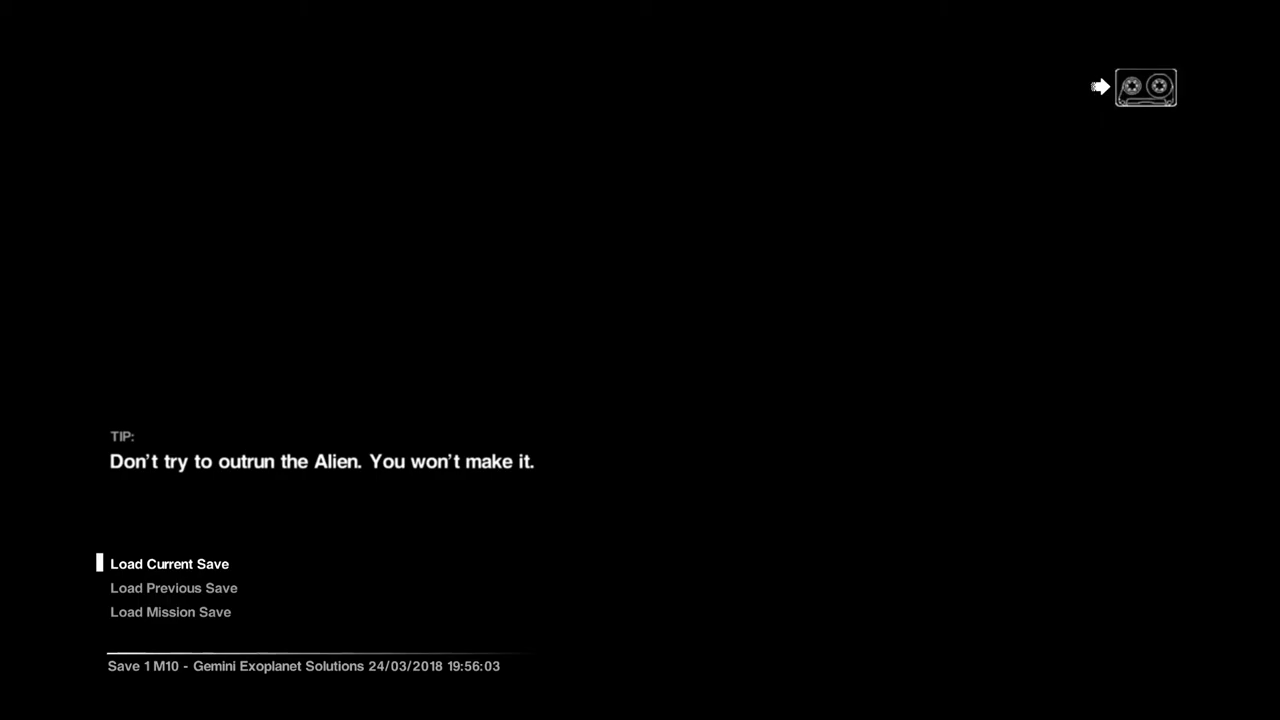 TIP:
Don't try to outrun the Alien. You won't make it.
Load Current Save
Load Previous Save
Load Mission Save
Save 1 M10 - Gemini Exoplanet Solutions 24/03/2018 19:56:03